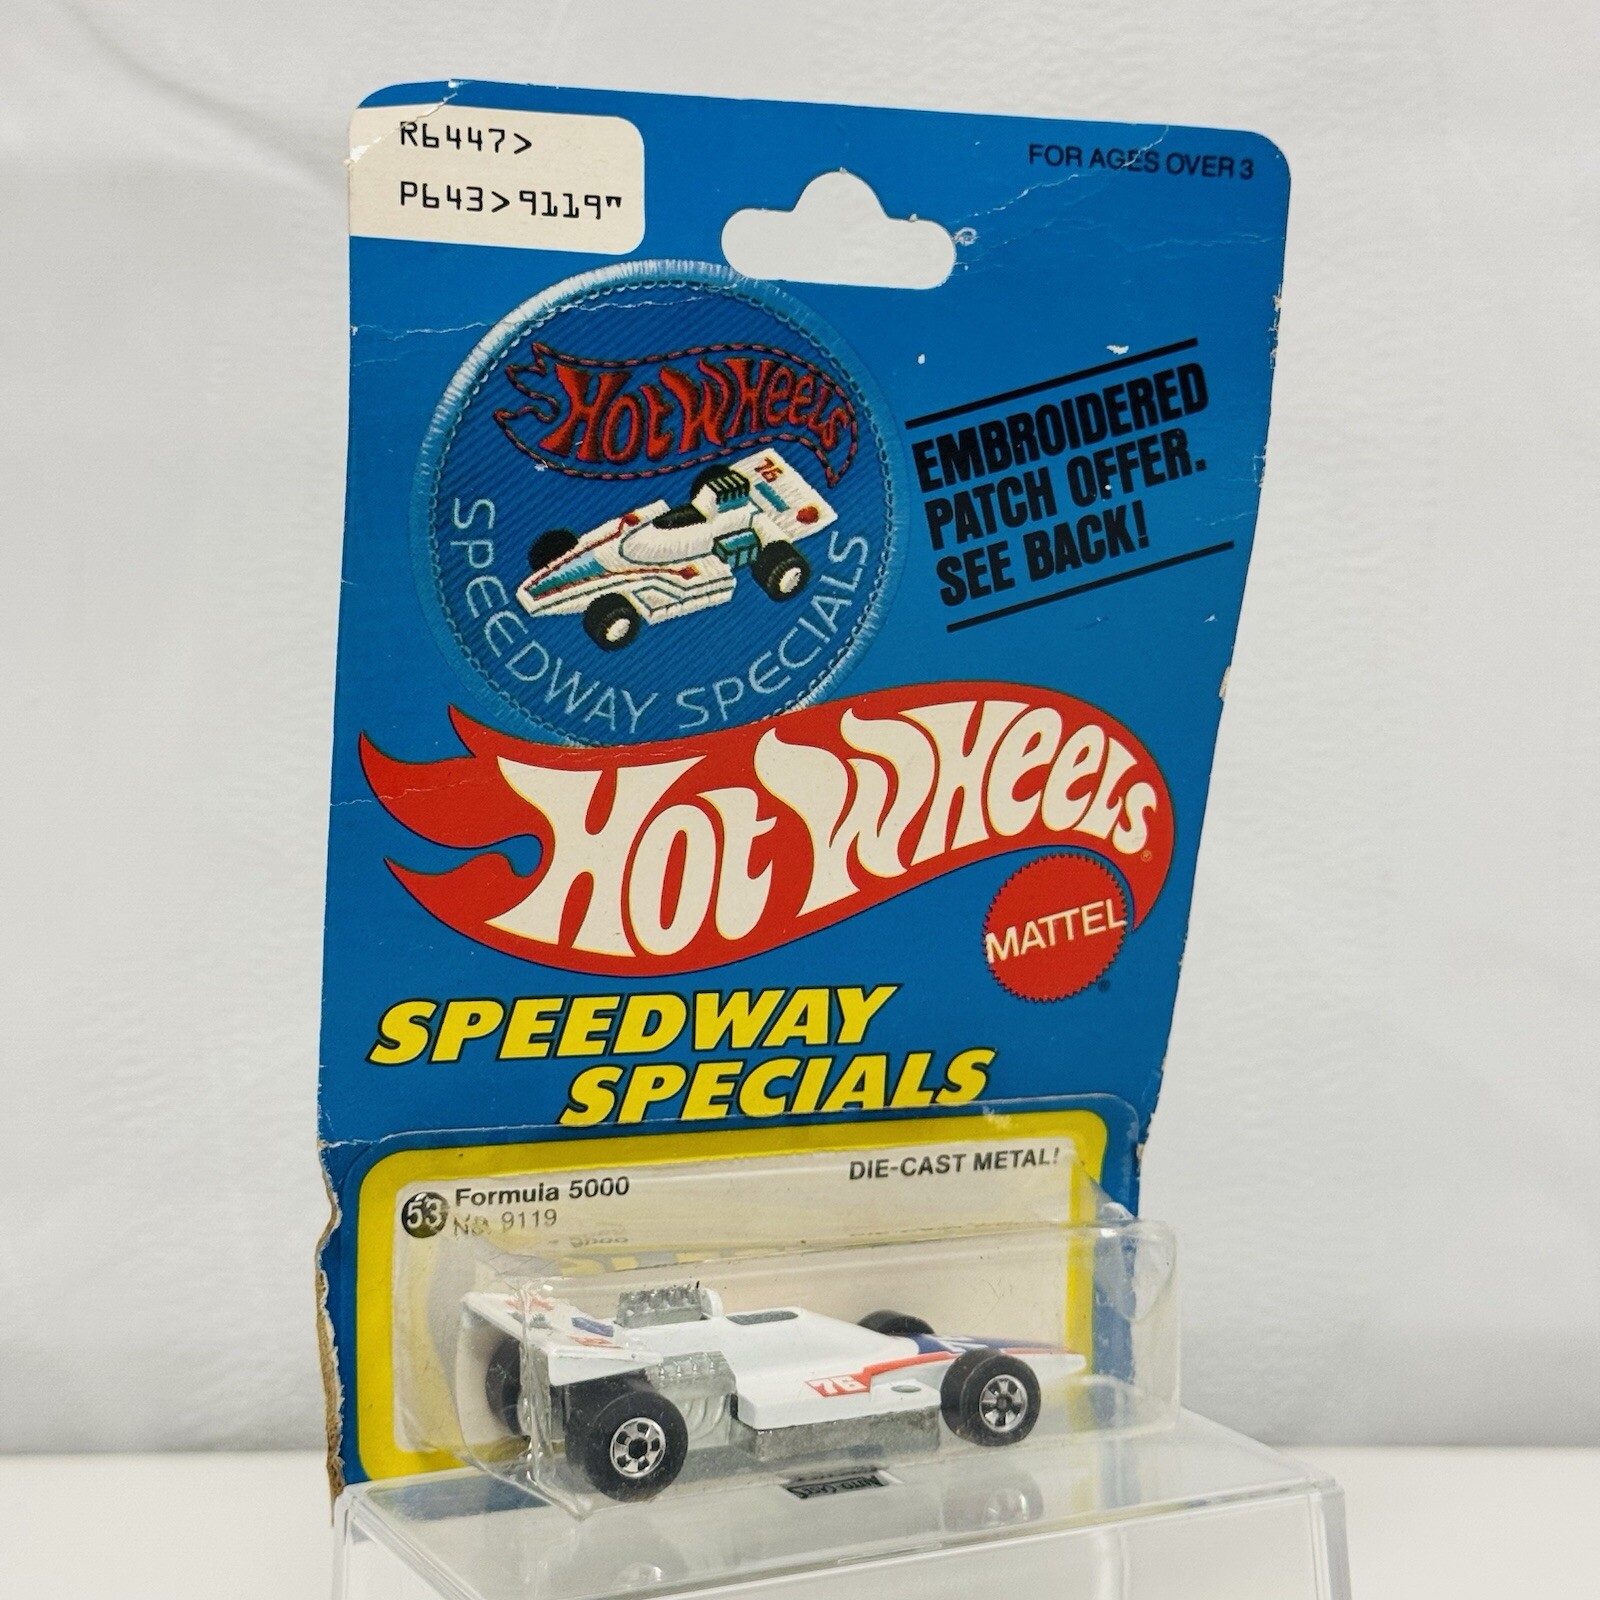 R6447>
P643>9119"
FOR AGES OVER 3
HOT WHEELS
76
SPEEDWAY SPECIALS
EMBROIDERED
PATCH OFFER.
SEE BACK!
HOT WHEELS®
MATTEL®
SPEEDWAY
SPECIALS
DIE-CAST METAL!
53 Formula 5000
No. 9119
76